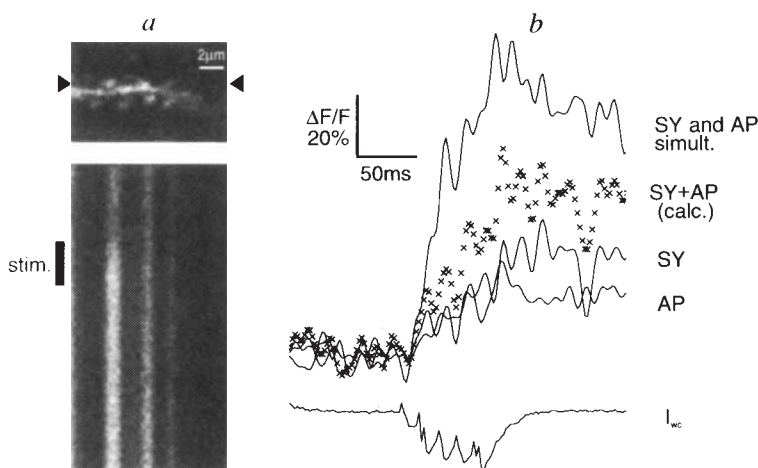 a
2μm
stim.
b
ΔF/F
20%
50ms
SY and AP
simult.
SY+AP
(calc.)
SY
AP
Iwc